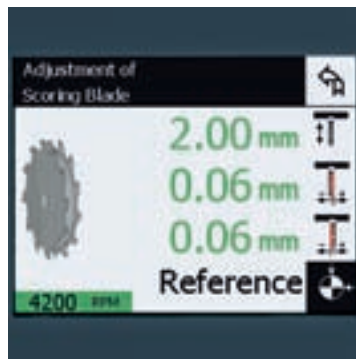 Adjustment of
Scoring Blade
2.00 mm
0.06 mm
0.06 mm
Reference
4200 RPM